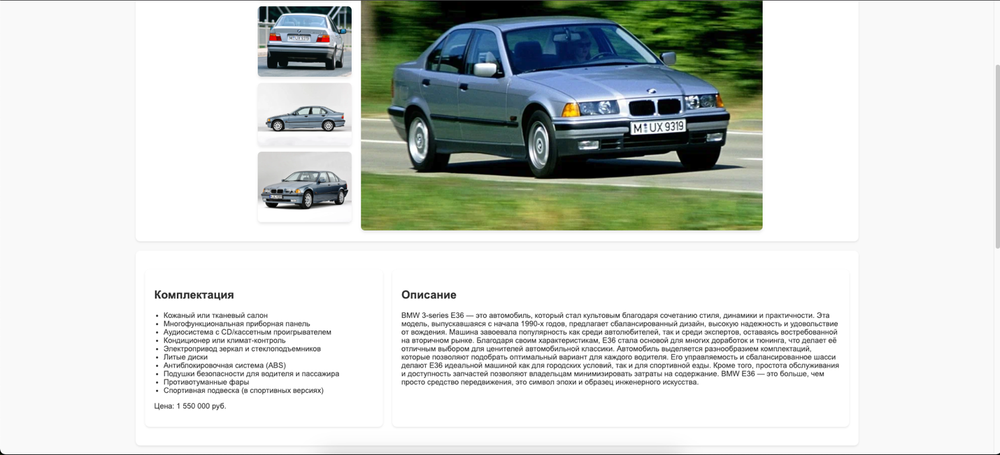 M UX 9319
Комплектация
Кожаный или тканевый салон
Многофункциональная приборная панель
Аудиосистема с CD/кассетным проигрывателем
Кондиционер или климат-контроль
Электропривод зеркал и стеклоподъемников
Литые диски
Антиблокировочная система (ABS)
Подушки безопасности для водителя и пассажира
Противотуманные фары
Спортивная подвеска (в спортивных версиях)
Цена: 1 550 000 руб.
Описание
BMW 3-series E36 — это автомобиль, который стал культовым благодаря сочетанию стиля, динамики и практичности. Эта
модель, выпускавшаяся с начала 1990-х годов, предлагает сбалансированный дизайн, высокую надежность и удовольствие
от вождения. Машина завоевала популярность как среди автолюбителей, так и среди экспертов, оставаясь востребованной
на вторичном рынке. Благодаря своим характеристикам, E36 стала основой для многих доработок и тюнинга, что делает её
отличным выбором для ценителей автомобильной классики. Автомобиль выделяется разнообразием комплектаций,
которые позволяют подобрать оптимальный вариант для каждого водителя. Его управляемость и сбалансированное шасси
делают E36 идеальной машиной как для городских условий, так и для спортивной езды. Кроме того, простота обслуживания
и доступность запчастей позволяют владельцам минимизировать затраты на содержание. BMW E36 — это больше, чем
просто средство передвижения, это символ эпохи и образец инженерного искусства.